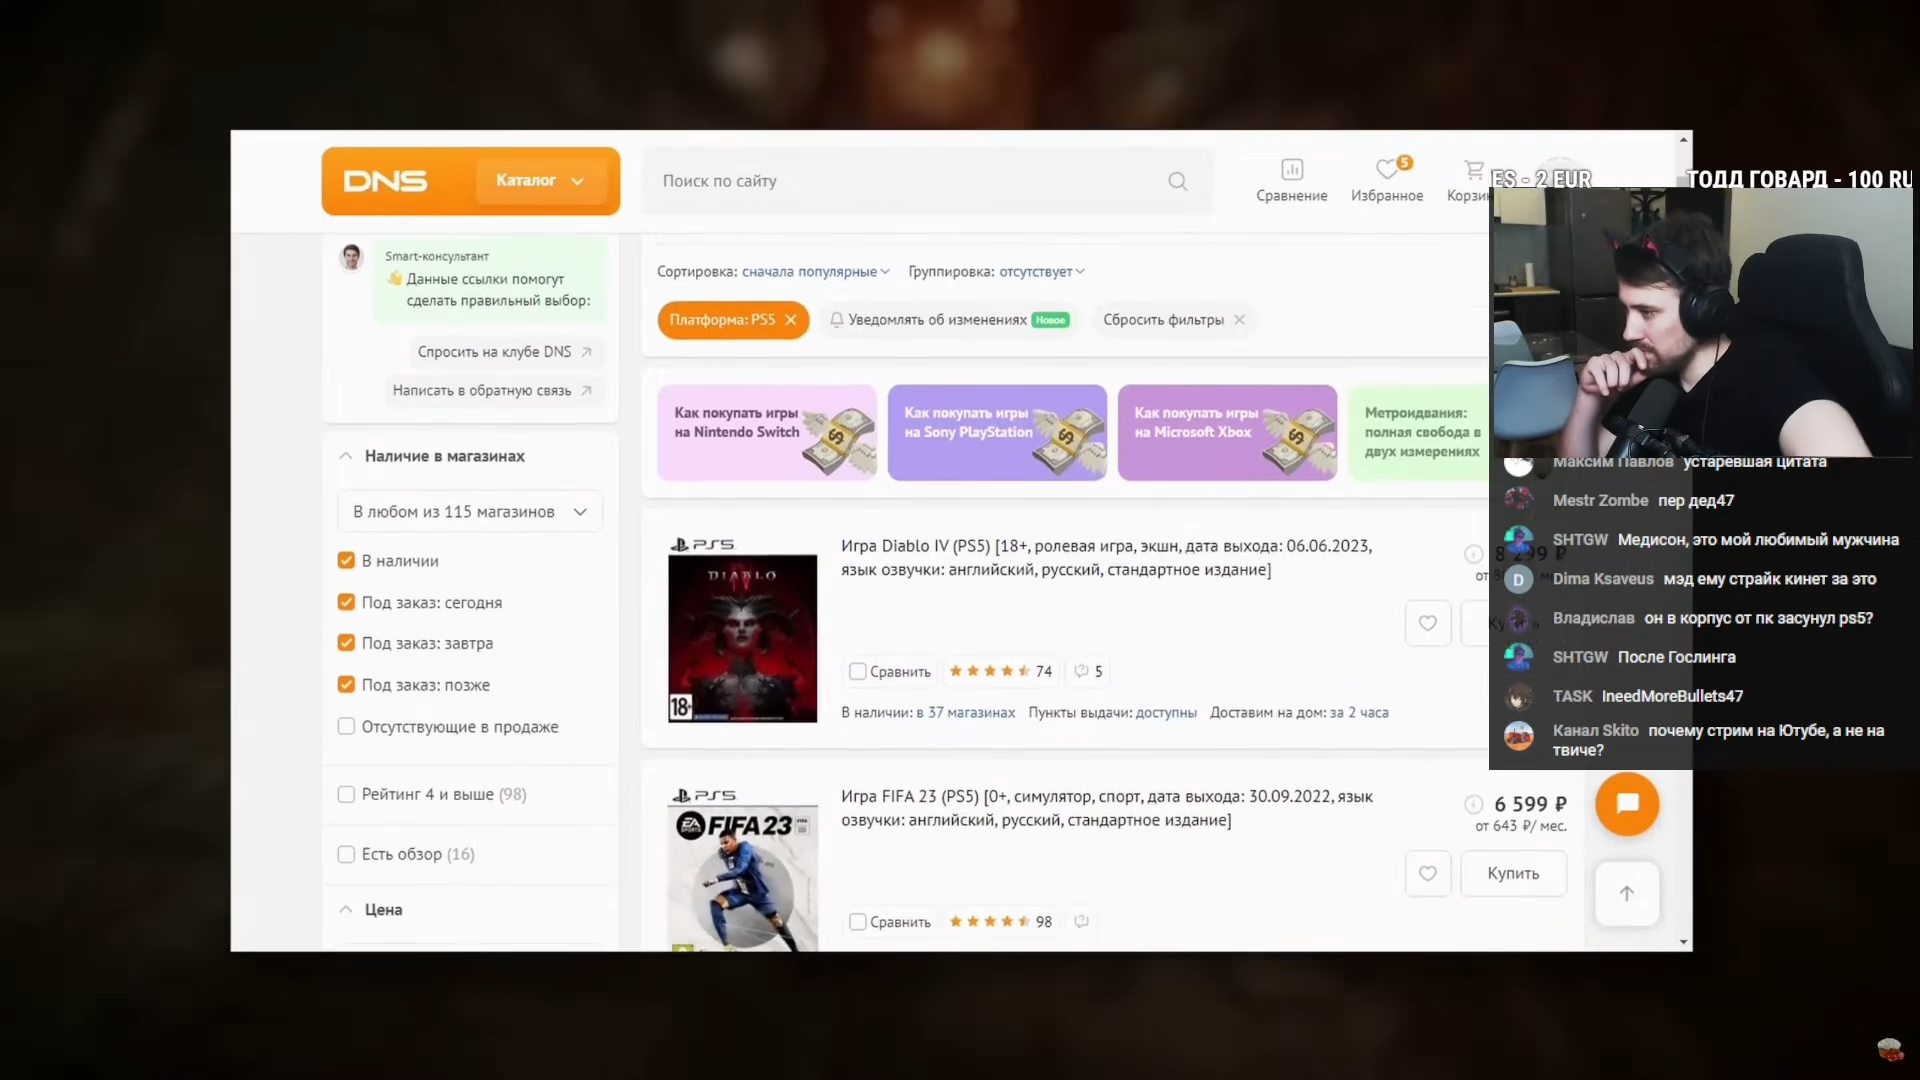 DNS
Каталог
Поиск по сайту
Сравнение
5
Избранное
ES - 2 EUR
ТОДД ГОВАРД - 100 RU
Smart-консультант
Данные ссылки помогут
сделать правильный выбор:
Спросить на клубе DNS
Написать в обратную связь
Сортировка: сначала популярные
Группировка: отсутствует
Платформа: PS5
Уведомлять об изменениях
Новое
Сбросить фильтры
Как покупать игры
на Nintendo Switch
Как покупать игры
на Sony PlayStation
Как покупать игры
на Microsoft Xbox
Метроидвания:
полная свобода в
двух измерениях
Наличие в магазинах
В любом из 115 магазинов
В наличии
Под заказ: сегодня
Под заказ: завтра
Под заказ: позже
Отсутствующие в продаже
Рейтинг 4 и выше (98)
Есть обзор (16)
Цена
PS5
DIABLO
IV
18+
Игра Diablo IV (PS5) [18+, ролевая игра, экшн, дата выхода: 06.06.2023,
язык озвучки: английский, русский, стандартное издание]
8 299 ₽
от
Сравнить
74
5
В наличии: в 37 магазинах
Пункты выдачи: доступны
Доставим на дом: за 2 часа
PS5
EA
SPORTS
FIFA 23
Игра FIFA 23 (PS5) [0+, симулятор, спорт, дата выхода: 30.09.2022, язык
озвучки: английский, русский, стандартное издание]
6 599 ₽
от 643 ₽/ мес.
Купить
Сравнить
98
Максим Павлов устаревшая цитата
Mestr Zombe пер дед47
SHTGW Медисон, это мой любимый мужчина
D
Dima Ksaveus мэд ему страйк кинет за это
Владислав он в корпус от пк засунул ps5?
SHTGW После Гослинга
TASK IneedMoreBullets47
Канал Skito почему стрим на Ютубе, а не на
твиче?